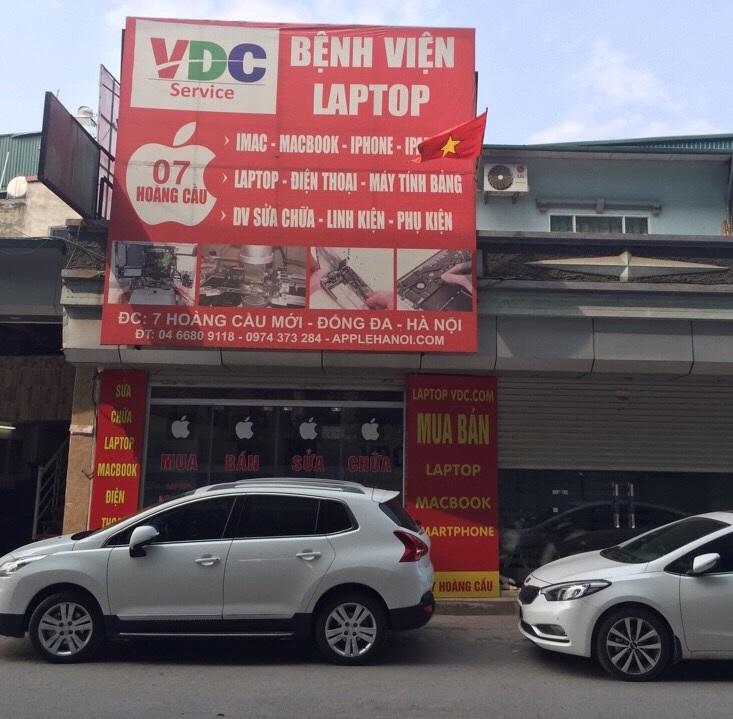 VDC
Service
BỆNH VIỆN
LAPTOP
07
HOÀNG CẦU
› IMAC - MACBOOK - IPHONE -
› LAPTOP - ĐIỆN THOẠI - MÁY TÍNH BẢNG
› DV SỬA CHỮA - LINH KIỆN - PHỤ KIỆN
ĐC: 7 HOÀNG CẦU MỚI - ĐỐNG ĐA - HÀ NỘI
ĐT: 04 6680 9118 - 0974 373 284 - APPLEHANOI.COM
SỬA
CHỮA
LAPTOP
MACBOOK
ĐIỆN
MUA BÁN SỬA CHỮA
LAPTOP VDC.COM
MUA BÁN
LAPTOP
MACBOOK
SMARTPHONE
HOÀNG CẦU
LG